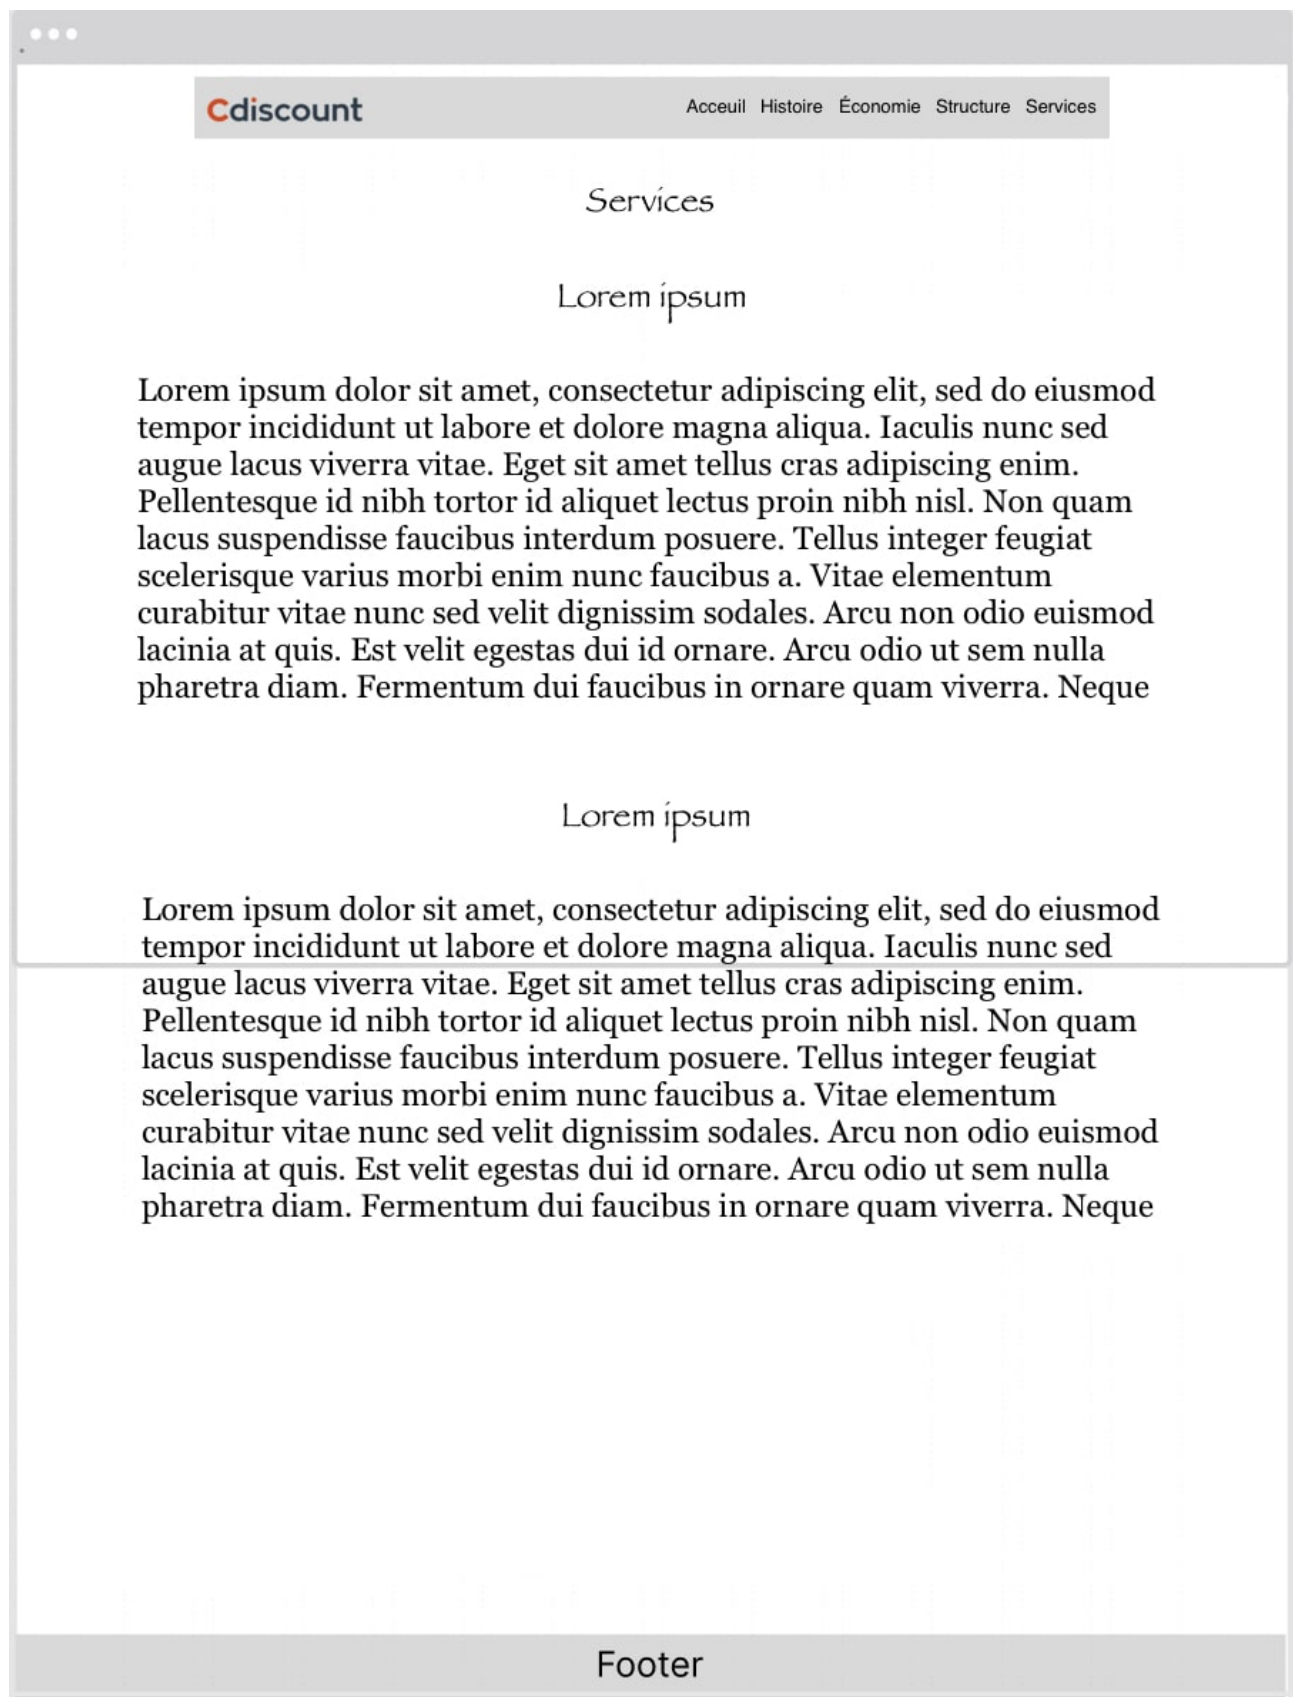 Cdiscount
Acceuil Histoire Économie Structure Services
Services
Lorem ipsum
Lorem ipsum dolor sit amet, consectetur adipiscing elit, sed do eiusmod
tempor incididunt ut labore et dolore magna aliqua. Iaculis nunc sed
augue lacus viverra vitae. Eget sit amet tellus cras adipiscing enim.
Pellentesque id nibh tortor id aliquet lectus proin nibh nisl. Non quam
lacus suspendisse faucibus interdum posuere. Tellus integer feugiat
scelerisque varius morbi enim nunc faucibus a. Vitae elementum
curabitur vitae nunc sed velit dignissim sodales. Arcu non odio euismod
lacinia at quis. Est velit egestas dui id ornare. Arcu odio ut sem nulla
pharetra diam. Fermentum dui faucibus in ornare quam viverra. Neque
Lorem ipsum
Lorem ipsum dolor sit amet, consectetur adipiscing elit, sed do eiusmod
tempor incididunt ut labore et dolore magna aliqua. Iaculis nunc sed
augue lacus viverra vitae. Eget sit amet tellus cras adipiscing enim.
Pellentesque id nibh tortor id aliquet lectus proin nibh nisl. Non quam
lacus suspendisse faucibus interdum posuere. Tellus integer feugiat
scelerisque varius morbi enim nunc faucibus a. Vitae elementum
curabitur vitae nunc sed velit dignissim sodales. Arcu non odio euismod
lacinia at quis. Est velit egestas dui id ornare. Arcu odio ut sem nulla
pharetra diam. Fermentum dui faucibus in ornare quam viverra. Neque
Footer